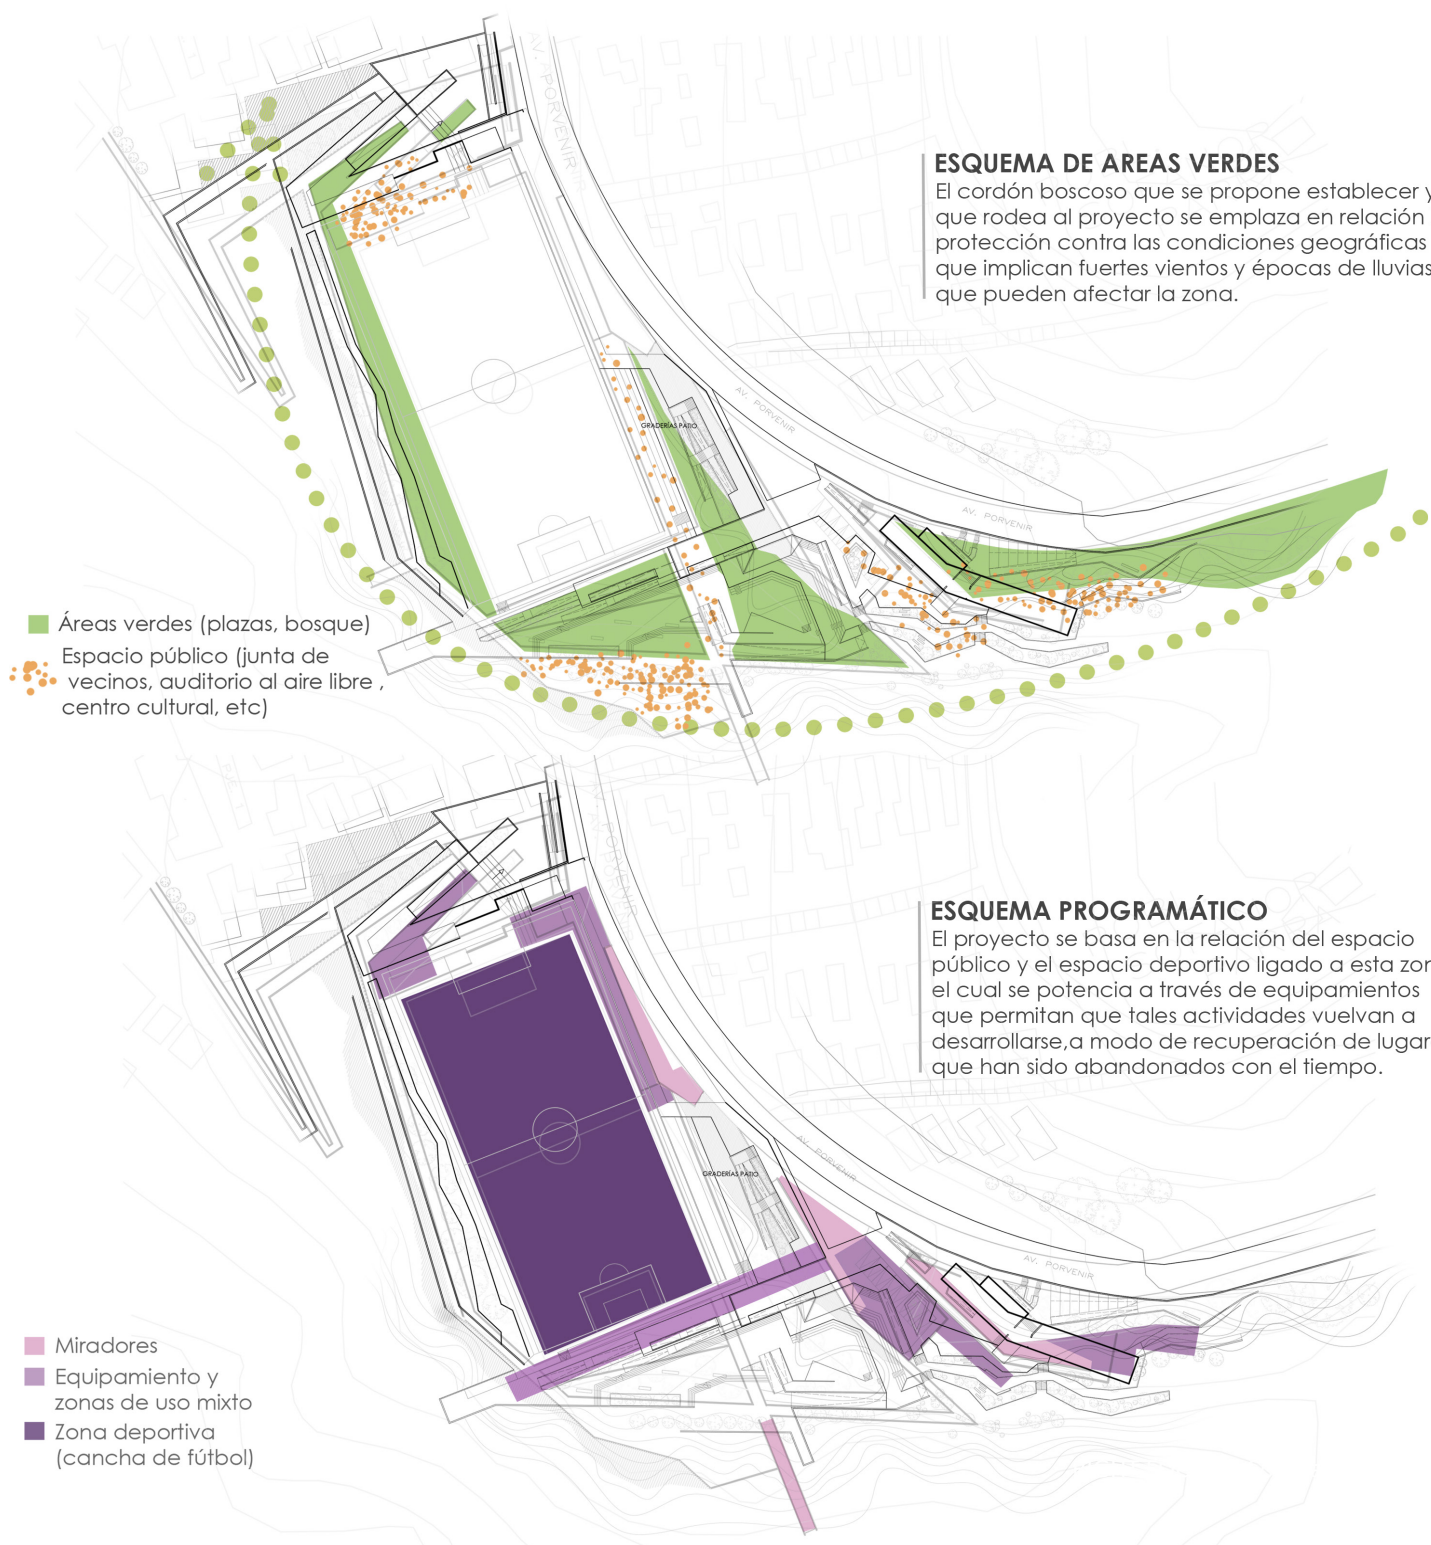 AV. PORVENIR
ESQUEMA DE AREAS VERDES
El cordón boscoso que se propone establecer y
que rodea al proyecto se emplaza en relación
protección contra las condiciones geográficas
que implican fuertes vientos y épocas de lluvias
que pueden afectar la zona.
AV. PORVENIR
GRADERÍAS PATIO
AV. PORVENIR
Áreas verdes (plazas, bosque)
Espacio público (junta de
vecinos, auditorio al aire libre ,
centro cultural, etc)
AV. PORVENIR
ESQUEMA PROGRAMÁTICO
El proyecto se basa en la relación del espacio
público y el espacio deportivo ligado a esta
el cual se potencia a través de equipamientos
que permitan que tales actividades vuelvan a
desarrollarse,a modo de recuperación de lugar
que han sido abandonados con el tiempo.
AV. PORVENIR
GRADERÍAS PATIO
AV. PORVENIR
Miradores
Equipamiento y
zonas de uso mixto
Zona deportiva
(cancha de fútbol)